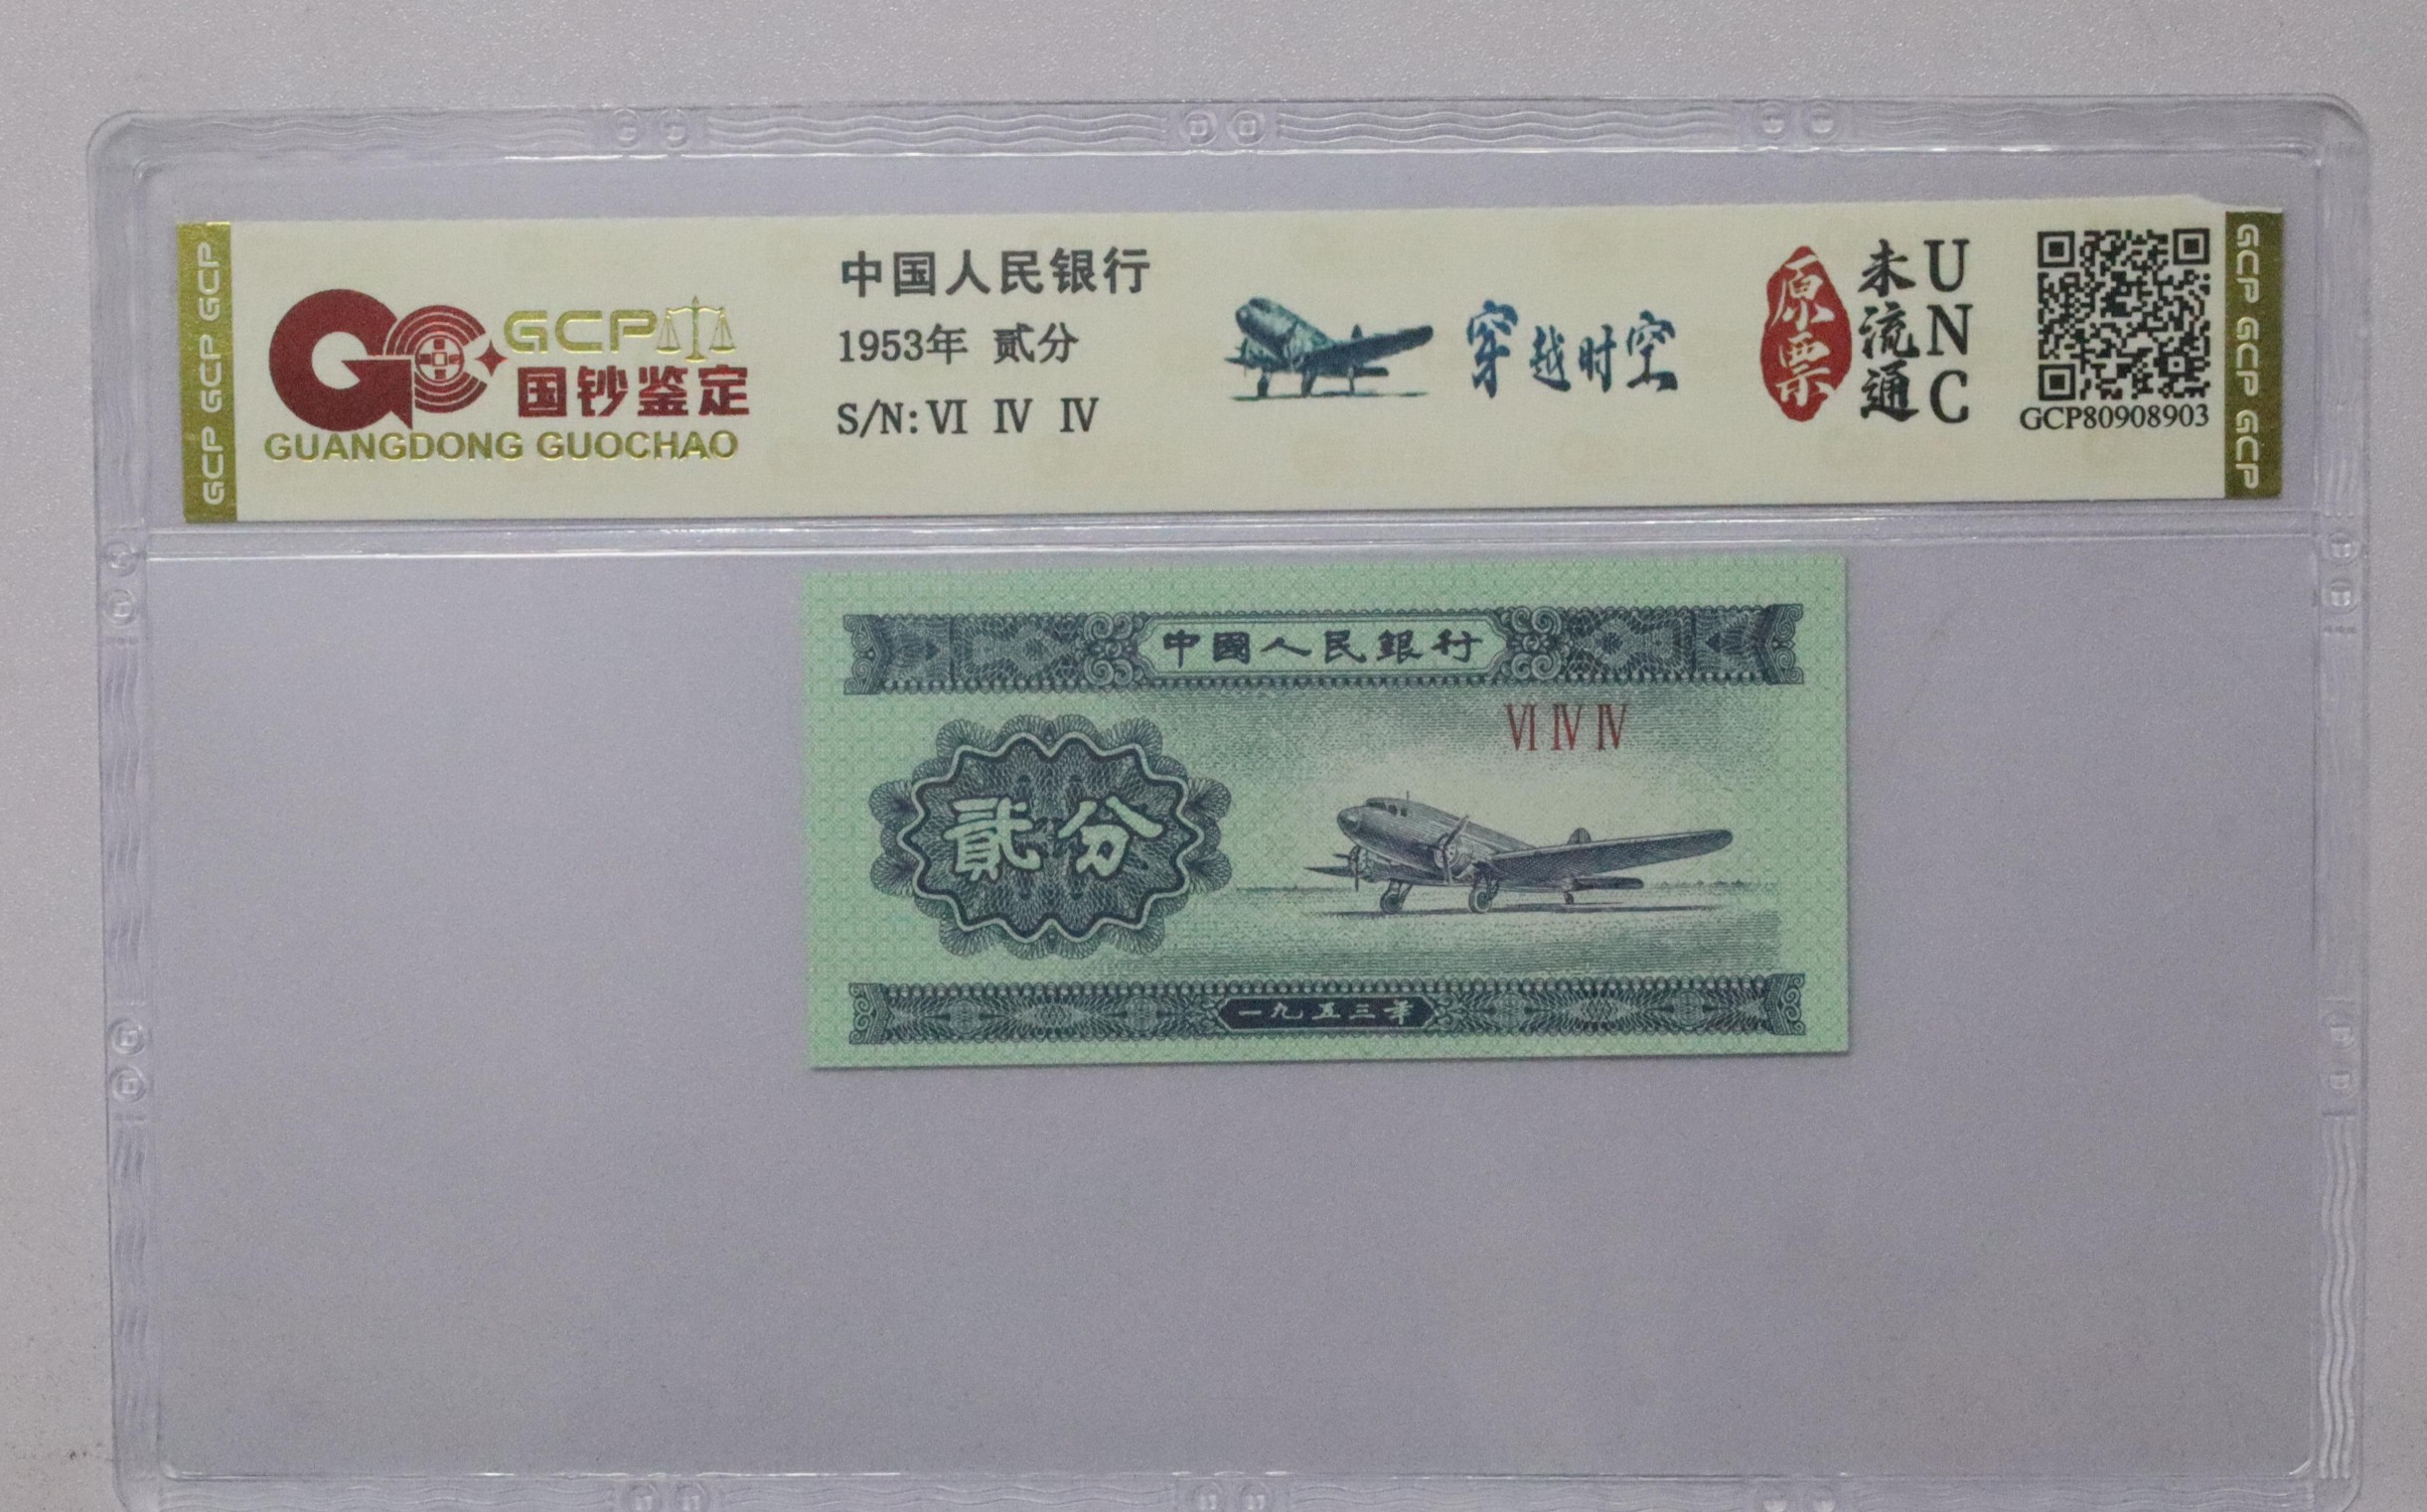 GCP GCP GCP
GCP
国钞鉴定
GUANGDONG GUOCHAO
中国人民银行
1953年 贰分
S/N: Ⅵ Ⅳ Ⅳ
穿越时空
原票
未流通
UNC
GCP80908903
GCP GCP GCP
中國人民銀行
Ⅵ Ⅳ Ⅳ
貳分
一九五三年